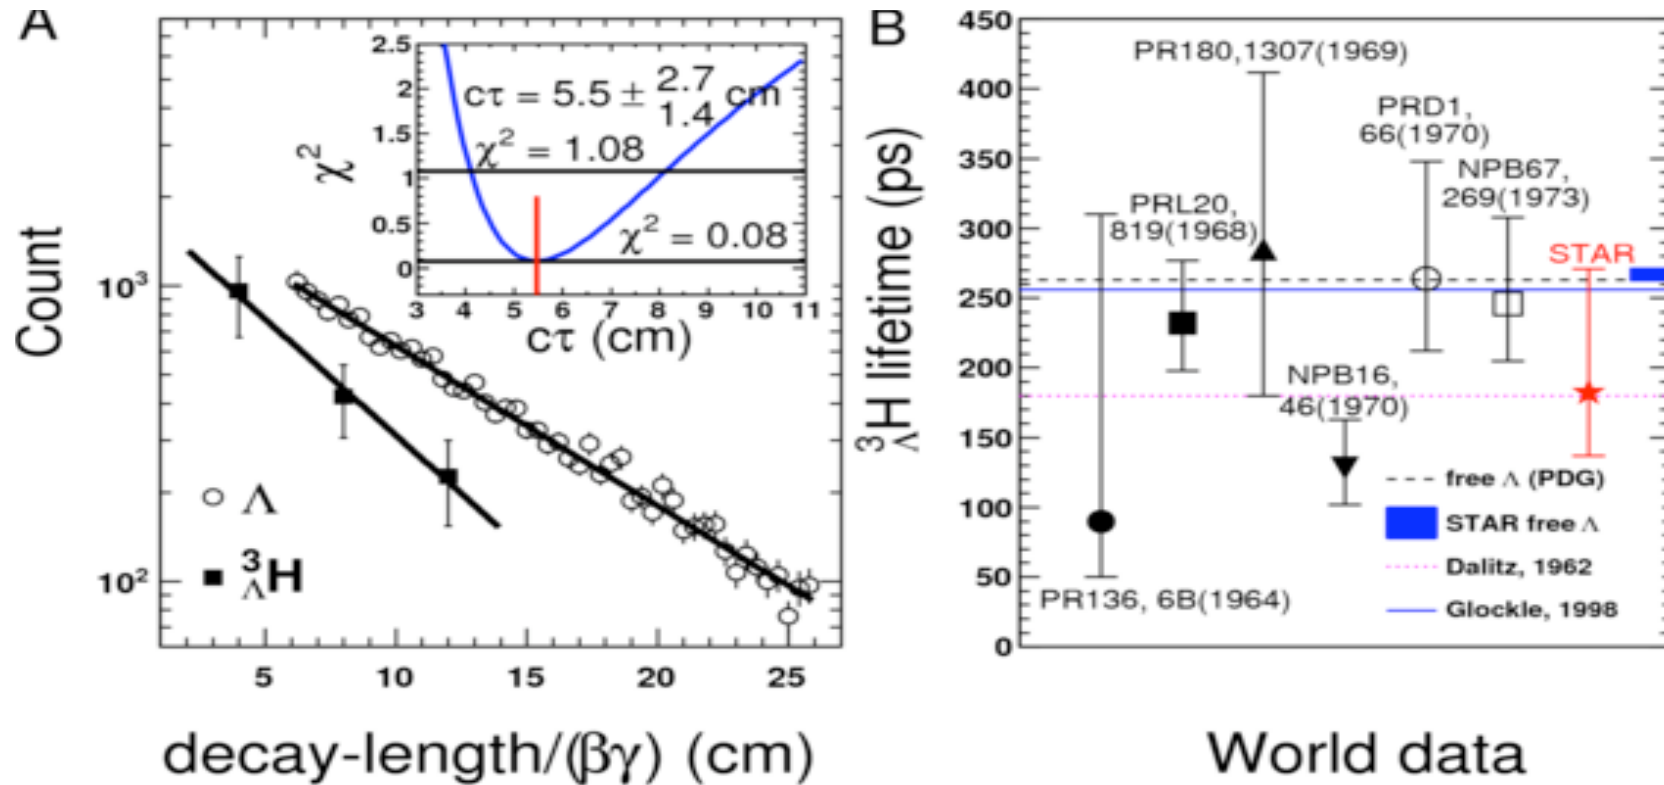 A
Count
10³
10²
5
10
15
20
25
decay-length/(βγ) (cm)
Λ
³ΛH
χ²
2.5
2
1.5
1
0.5
0
cτ = 5.5 ± 2.7 1.4 cm
χ² = 1.08
χ² = 0.08
3 4 5 6 7 8 9 10 11
cτ (cm)
B
³ΛH lifetime (ps)
450
400
350
300
250
200
150
100
50
0
PR180,1307(1969)
PRD1,
66(1970)
NPB67,
269(1973)
PRL20,
819(1968)
STAR
NPB16,
46(1970)
PR136, 6B(1964)
free Λ (PDG)
STAR free Λ
Dalitz, 1962
Glockle, 1998
World data